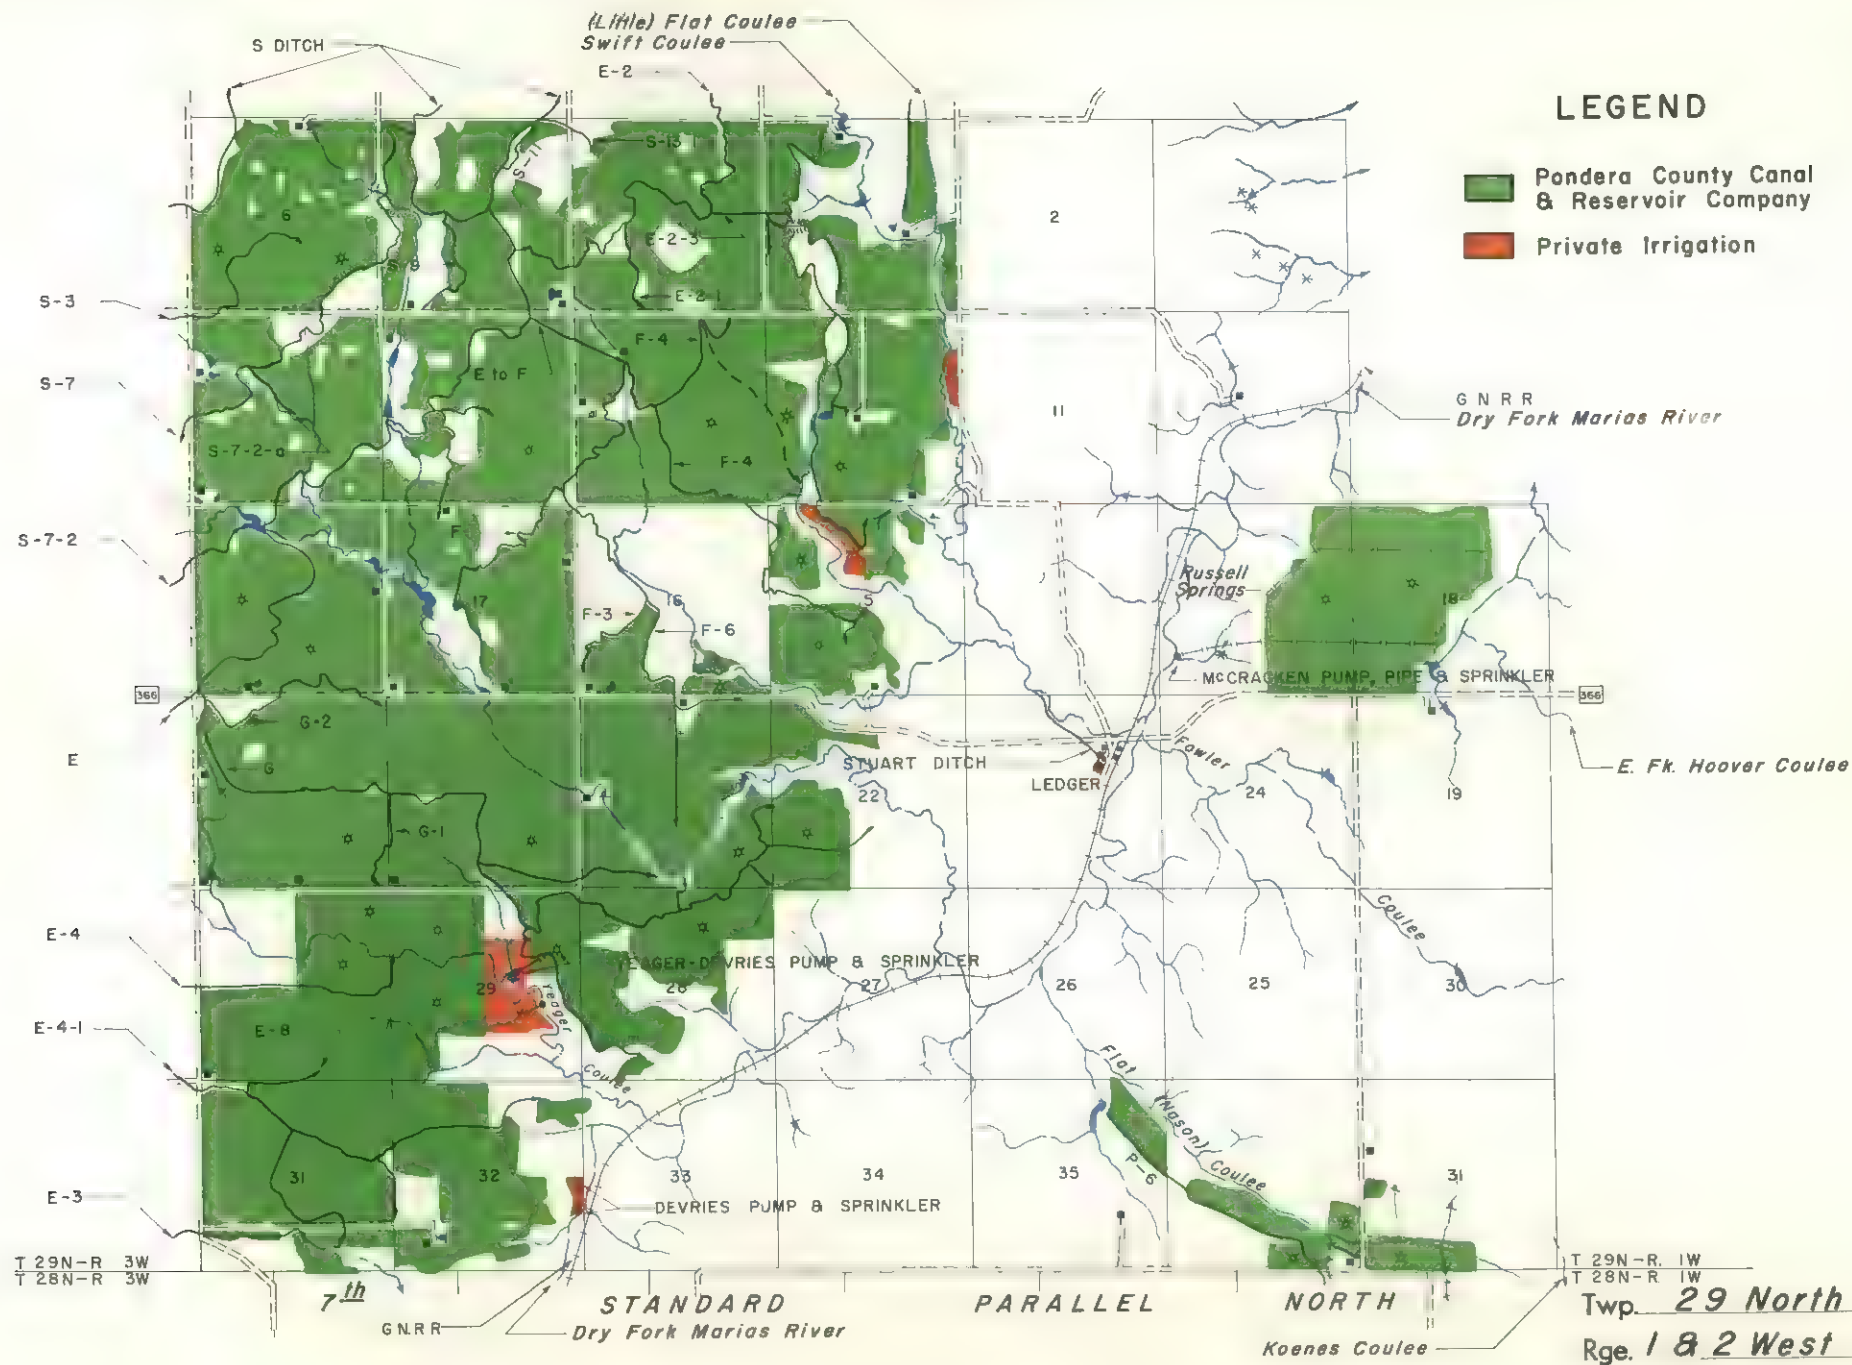 (Little) Flat Coulee
Swift Coulee
S DITCH
E-2
LEGEND
Pondera County Canal
& Reservoir Company
Private Irrigation
S-11
S-13
6
2
E-2-3
S-9
E-2-1
S-3
F-4
S-7
E to F
11
G N R R
Dry Fork Marias River
S-7-2-a
F-4
S-7-2
F
Russell
Springs
17
16
5
18
F-3
F-6
366
McCRACKEN PUMP, PIPE & SPRINKLER
366
G-2
E
G
STUART DITCH
Fowler
E. Fk. Hoover Coulee
LEDGER
22
24
19
G-1
Coulee
E-4
YEAGER-DEVRIES PUMP & SPRINKLER
29
28
27
26
25
30
Yeager
E-4-1
E-8
Coulee
Flat
(Nason)
Coulee
P-6
31
32
33
34
35
31
E-3
DEVRIES PUMP & SPRINKLER
T 29N-R 3W
T 28N-R 3W
T 29N-R. 1W
T 28N-R 1W
7th STANDARD PARALLEL NORTH
Twp. 29 North
G N.R R
Dry Fork Marias River
Koenes Coulee
Rge. 1 & 2 West